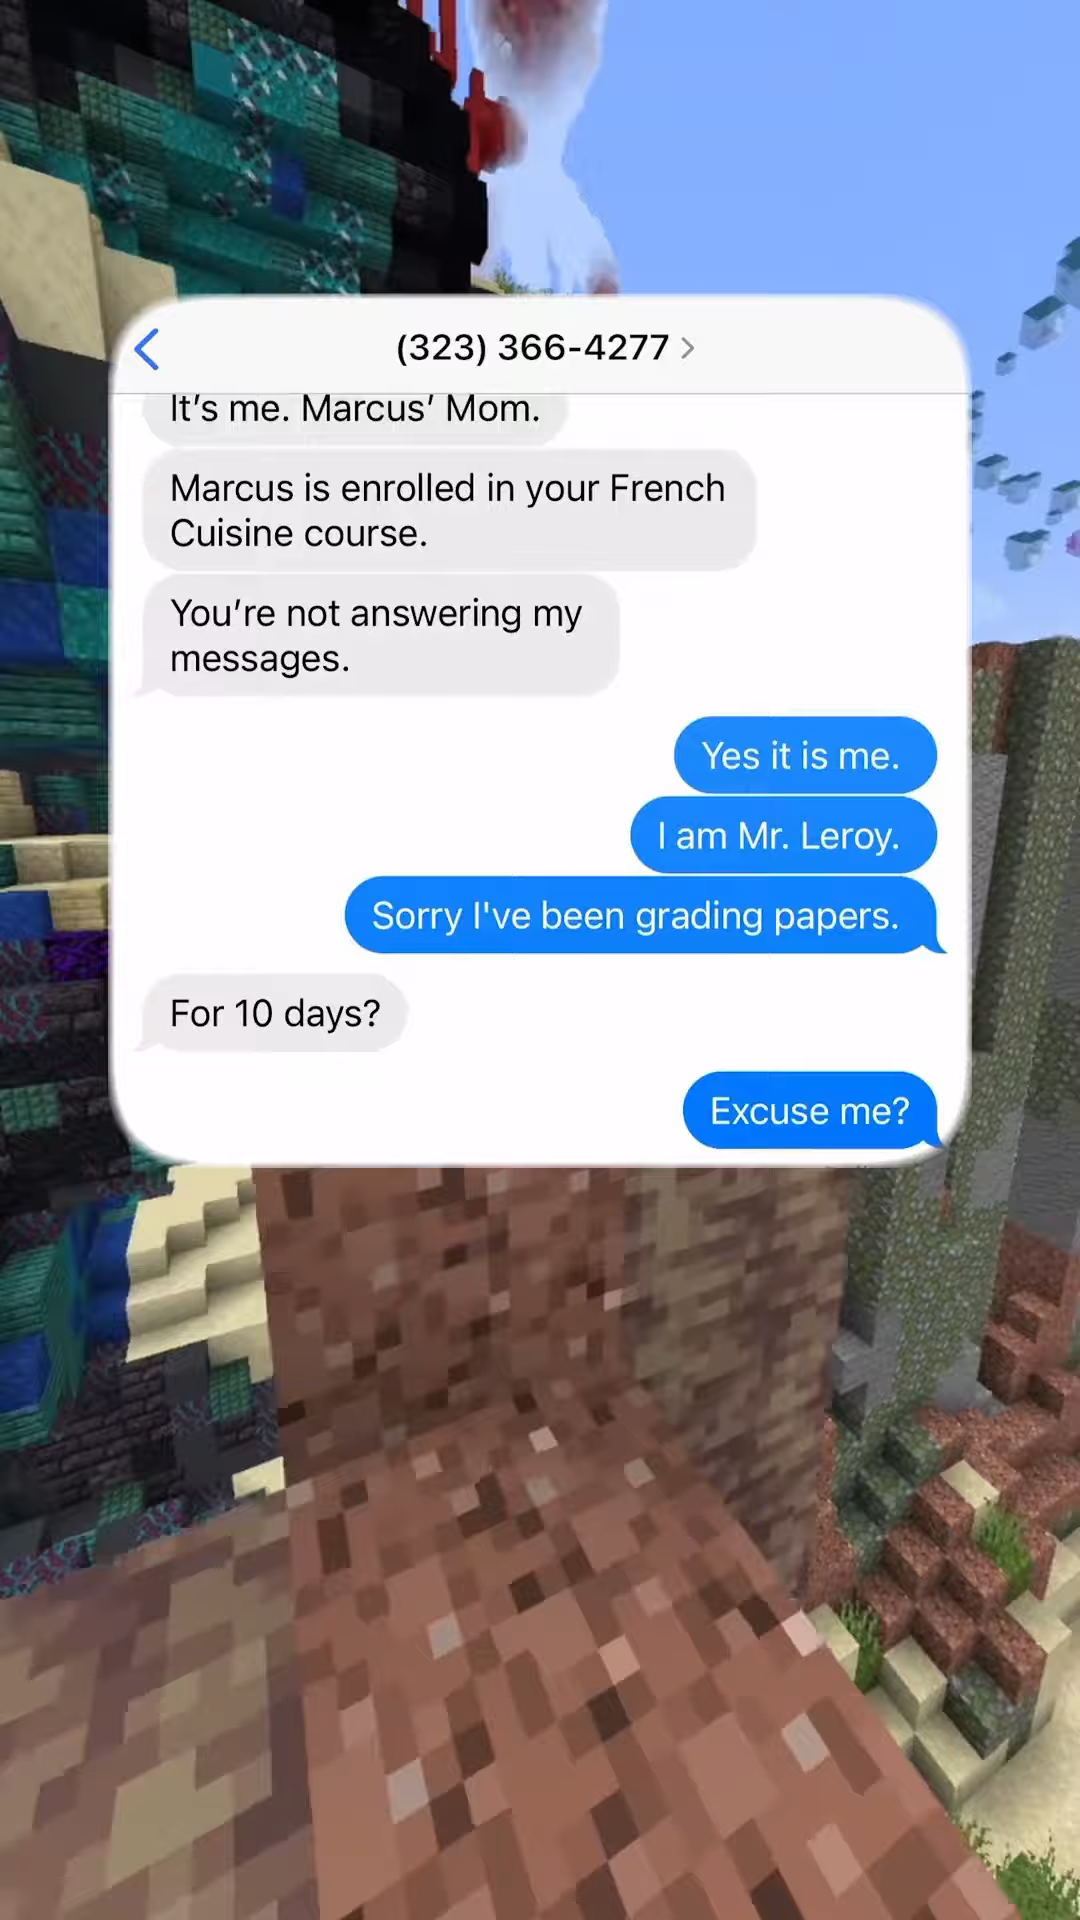 (323) 366-4277
It's me. Marcus' Mom.
Marcus is enrolled in your French
Cuisine course.
You're not answering my
messages.
Yes it is me.
I am Mr. Leroy.
Sorry I've been grading papers.
For 10 days?
Excuse me?